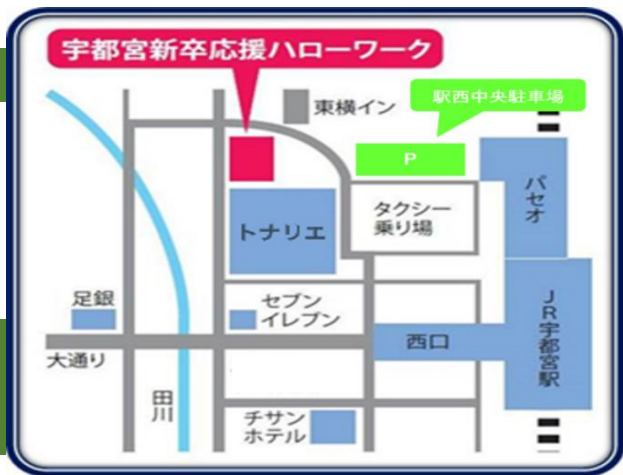 宇都宮新卒応援ハローワーク
東横イン
駅西中央駐車場
P
パセオ
タクシー
乗り場
トナリエ
足銀
セブン
イレブン
JR宇都宮駅
西口
大通り
田川
チサン
ホテル